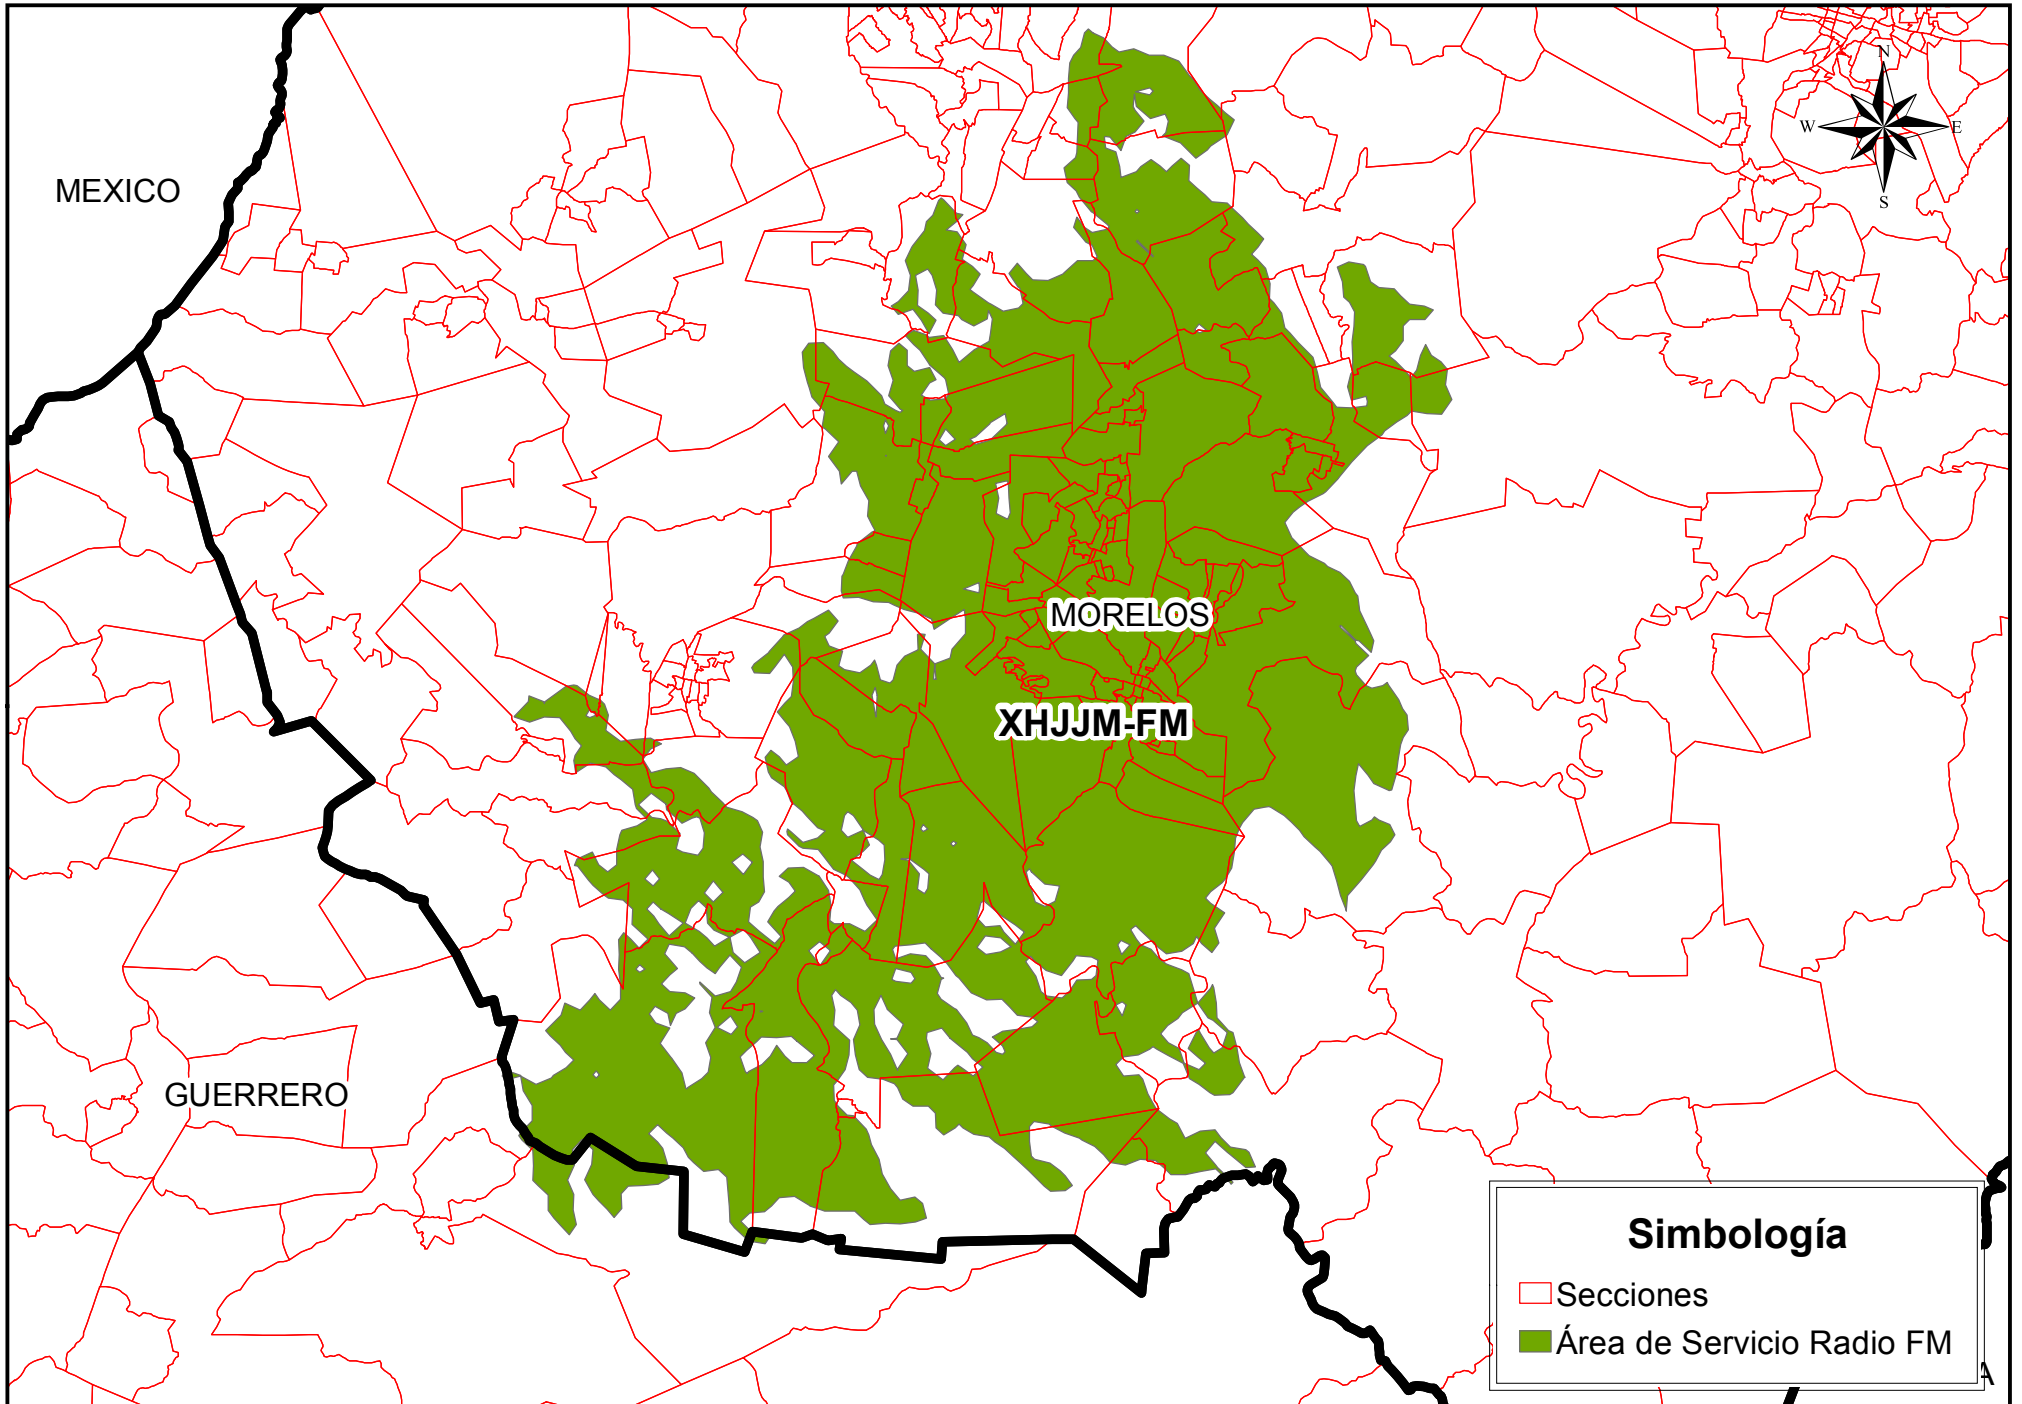 N
W E
S
MEXICO
MORELOS
XHJJM-FM
GUERRERO
Simbología
Secciones
Área de Servicio Radio FM
A